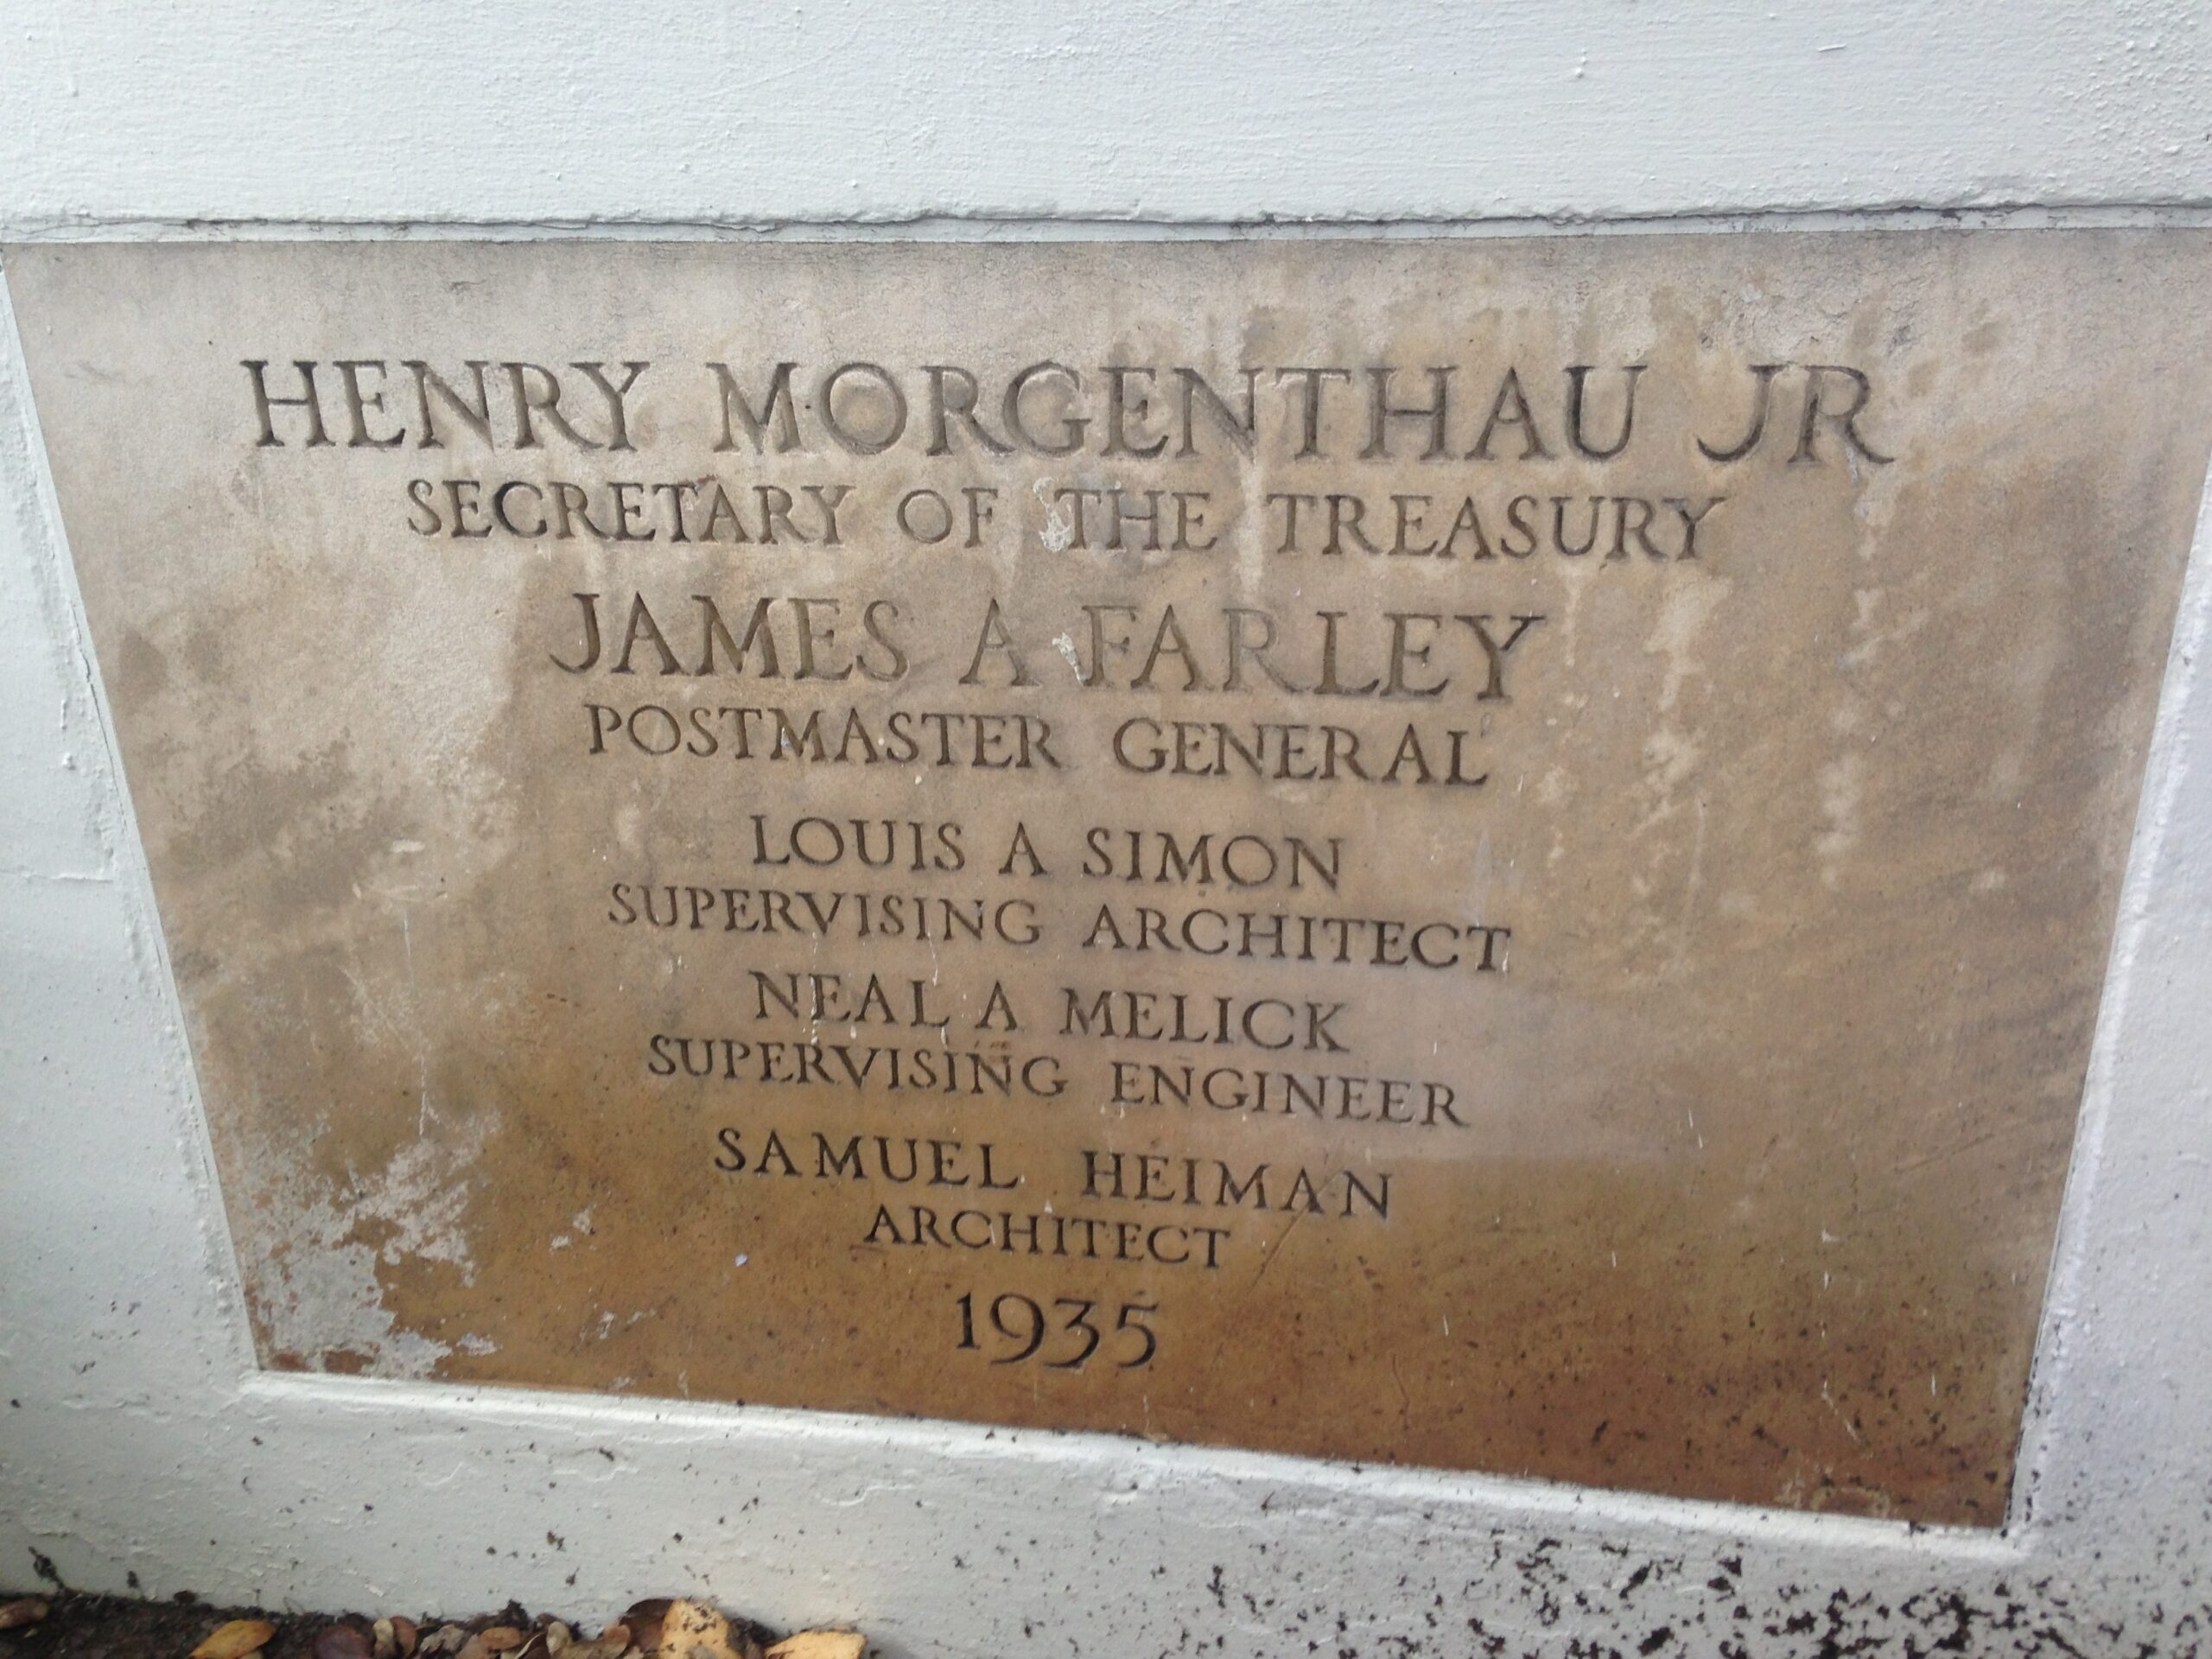 HENRY MORGENTHAU JR
SECRETARY OF THE TREASURY
JAMES A FARLEY
POSTMASTER GENERAL
LOUIS A SIMON
SUPERVISING ARCHITECT
NEAL A MELICK
SUPERVISING ENGINEER
SAMUEL HEIMAN
ARCHITECT
1935